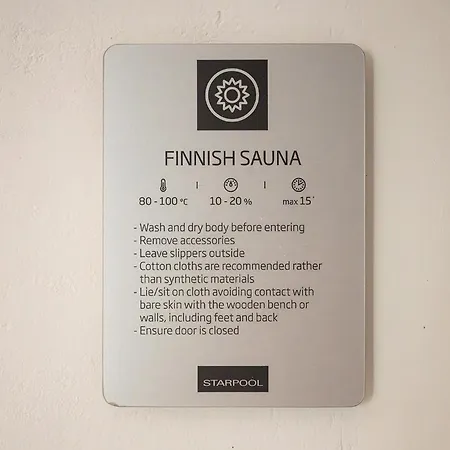 FINNISH SAUNA
80-100 °C | 10-20 % | max 15'
- Wash and dry body before entering
- Remove accessories
- Leave slippers outside
- Cotton cloths are recommended rather
than synthetic materials
- Lie/sit on cloth avoiding contact with
bare skin with the wooden bench or
walls, including feet and back
- Ensure door is closed
STARPOOL